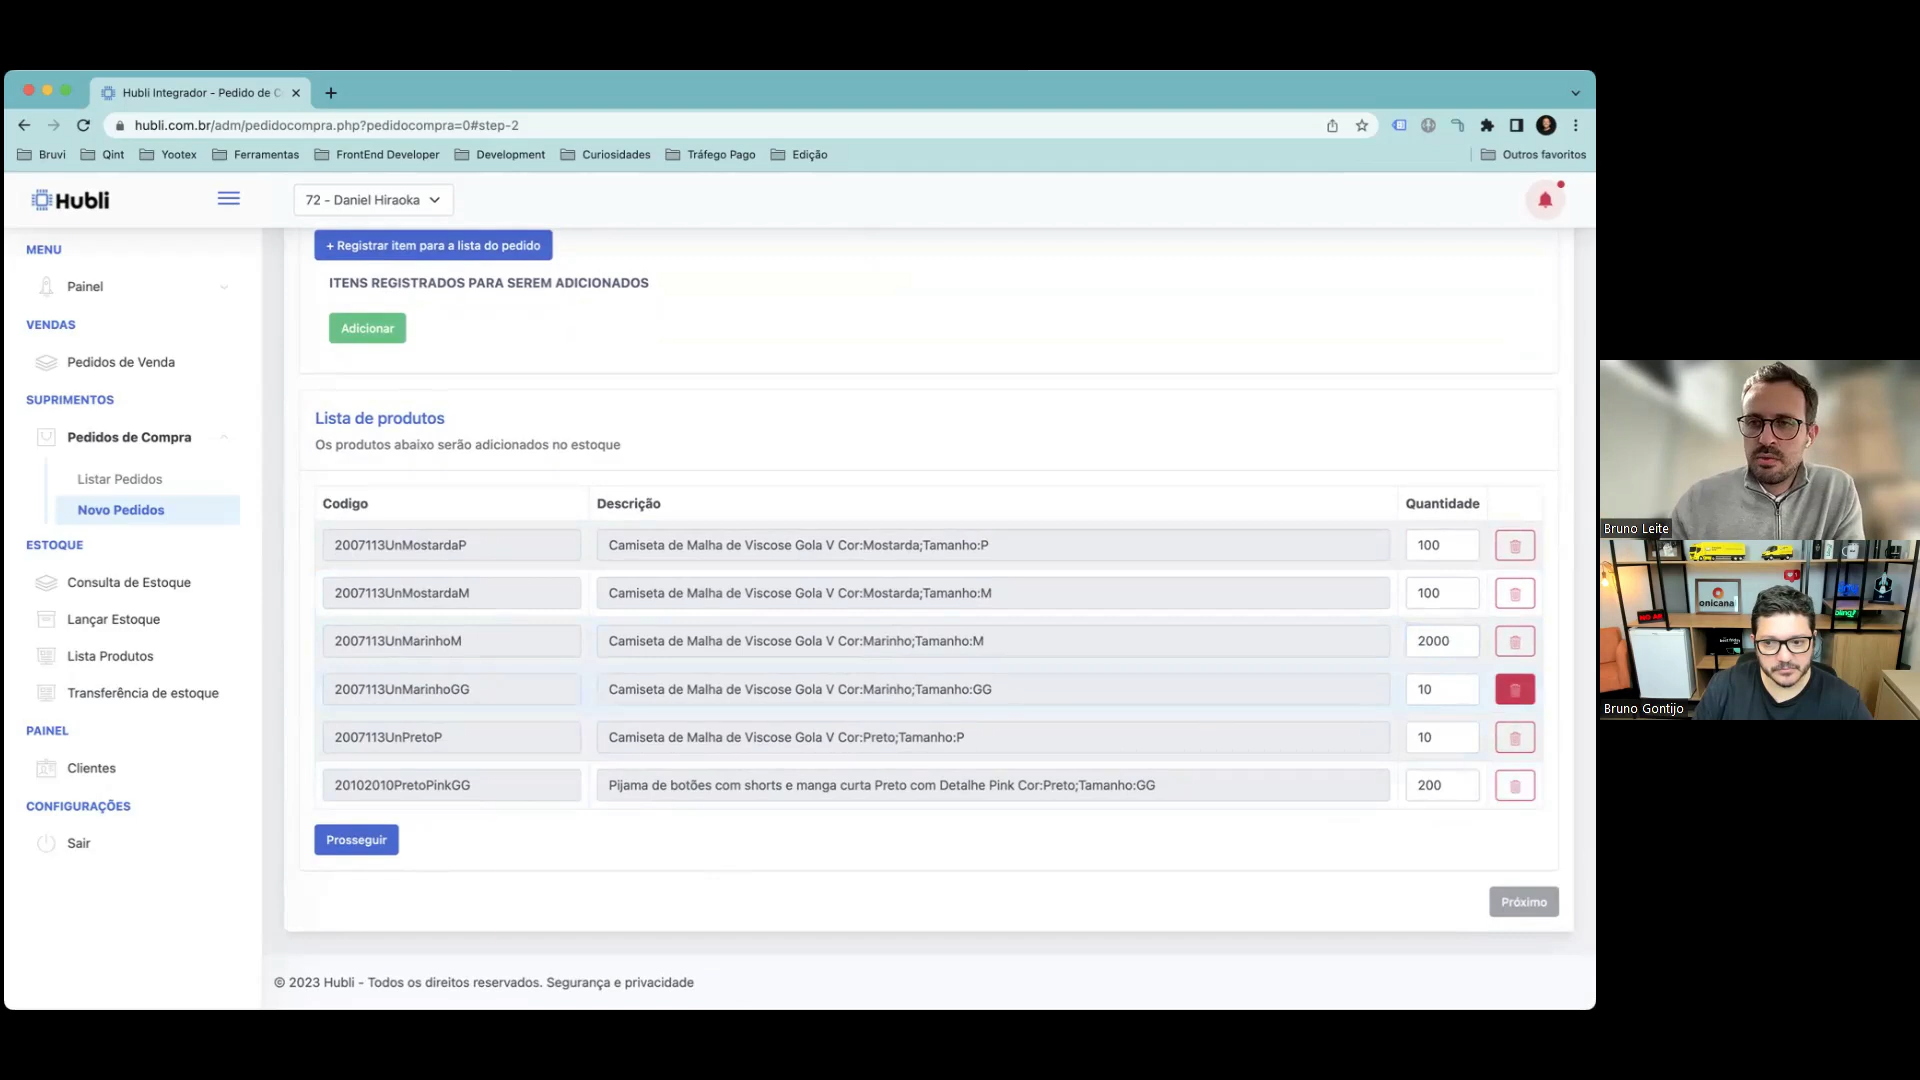 Hubli Integrador - Pedido de C
hubli.com.br/adm/pedidocompra.php?pedidocompra=0#step-2
Bruvi
Qint
Yootex
Ferramentas
FrontEnd Developer
Development
Curiosidades
Tráfego Pago
Edição
Outros favoritos
Hubli
72 - Daniel Hiraoka
MENU
Painel
VENDAS
Pedidos de Venda
SUPRIMENTOS
Pedidos de Compra
Listar Pedidos
Novo Pedidos
ESTOQUE
Consulta de Estoque
Lançar Estoque
Lista Produtos
Transferência de estoque
PAINEL
Clientes
CONFIGURAÇÕES
Sair
+ Registrar item para a lista do pedido
ITENS REGISTRADOS PARA SEREM ADICIONADOS
Adicionar
Lista de produtos
Os produtos abaixo serão adicionados no estoque
Codigo Descrição Quantidade
2007113UnMostardaP Camiseta de Malha de Viscose Gola V Cor:Mostarda;Tamanho:P 100
2007113UnMostardaM Camiseta de Malha de Viscose Gola V Cor:Mostarda;Tamanho:M 100
2007113UnMarinhoM Camiseta de Malha de Viscose Gola V Cor:Marinho;Tamanho:M 2000
2007113UnMarinhoGG Camiseta de Malha de Viscose Gola V Cor:Marinho;Tamanho:GG 10
2007113UnPretoP Camiseta de Malha de Viscose Gola V Cor:Preto;Tamanho:P 10
20102010PretoPinkGG Pijama de botões com shorts e manga curta Preto com Detalhe Pink Cor:Preto;Tamanho:GG 200
Prosseguir
Próximo
© 2023 Hubli - Todos os direitos reservados. Segurança e privacidade
Bruno Leite
onicana
bling!
Bruno Gontijo